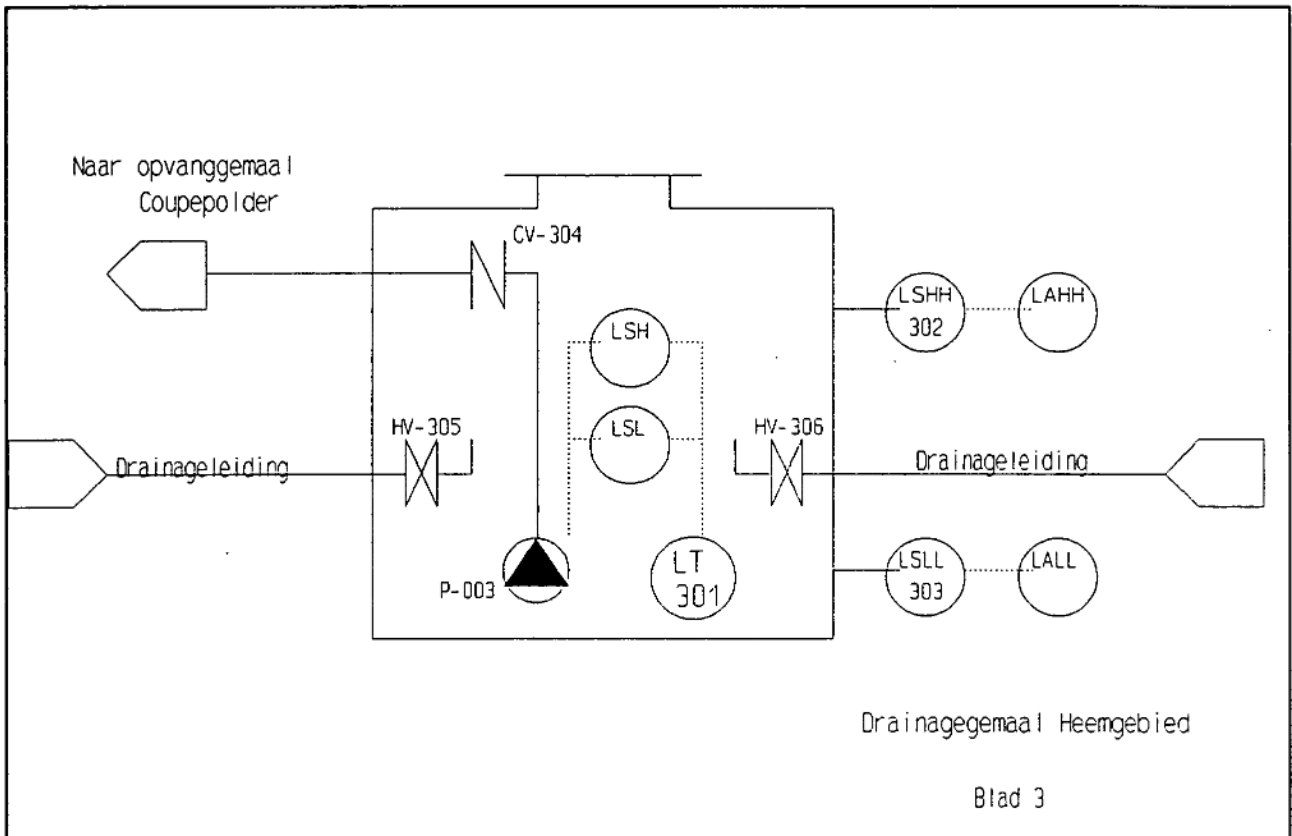 Naar opvanggemaal
Coupepolder
CV-304
LSHH
302
LAHH
LSH
LSL
HV-305
HV-306
Drainageleiding
Drainageleiding
P-003
LT
301
LSLL
303
LALL
Drainagegemaal Heemgebied
Blad 3